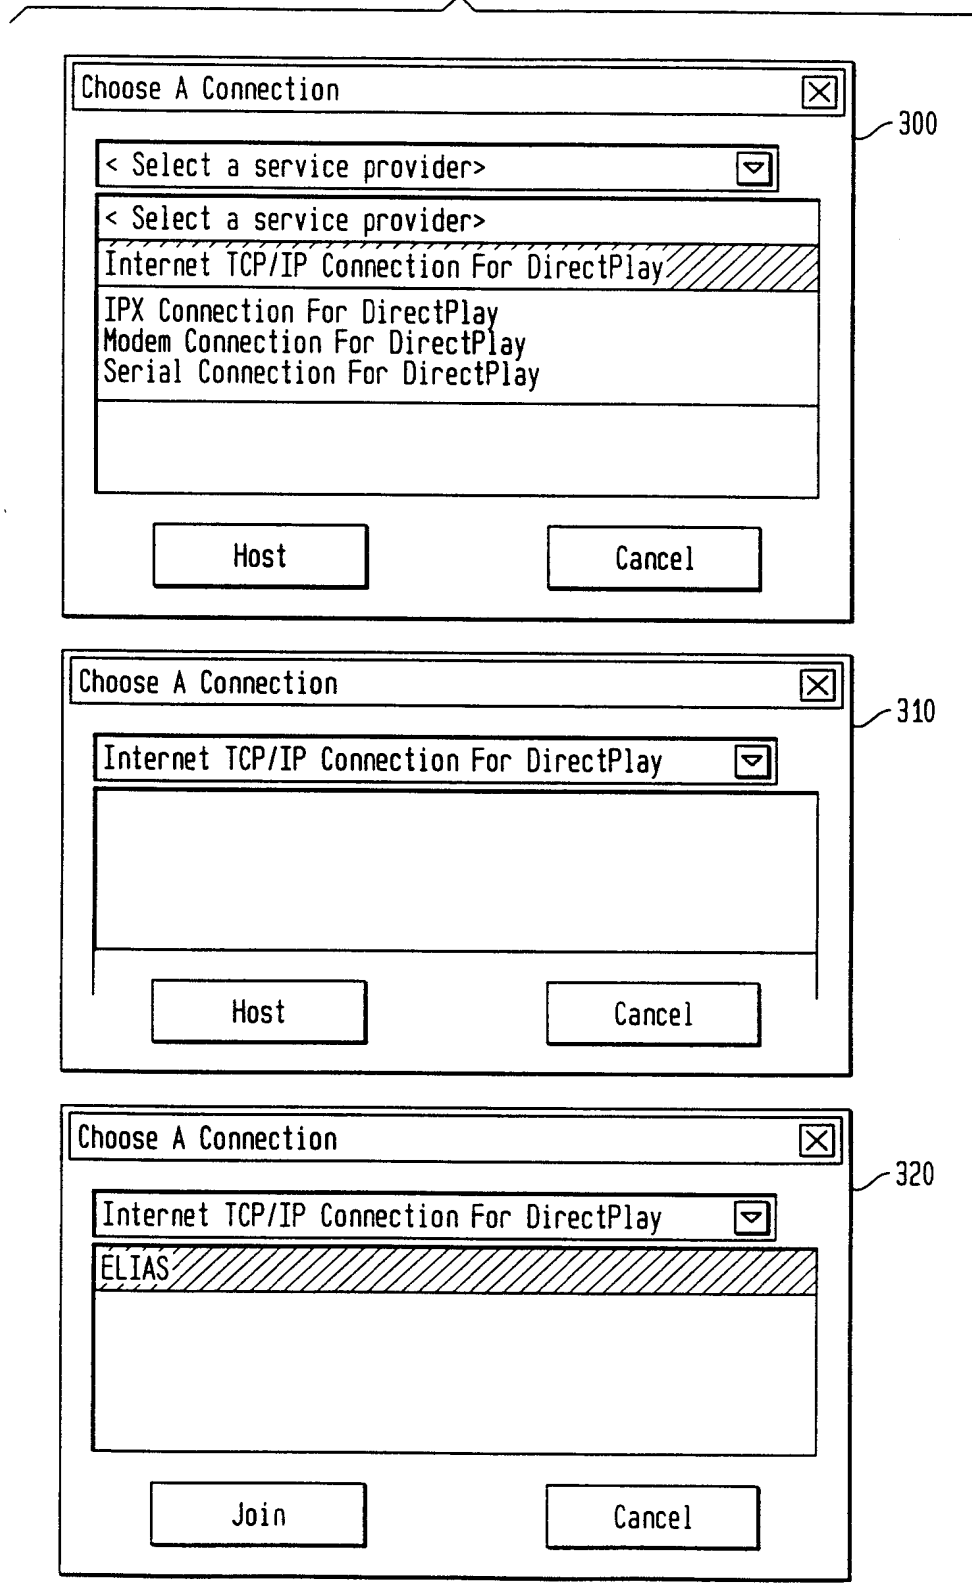 Choose A Connection
300
< Select a service provider>
< Select a service provider>
Internet TCP/IP Connection For DirectPlay
IPX Connection For DirectPlay
Modem Connection For DirectPlay
Serial Connection For DirectPlay
Host Cancel
Choose A Connection
310
Internet TCP/IP Connection For DirectPlay
Host Cancel
Choose A Connection
320
Internet TCP/IP Connection For DirectPlay
ELIAS
Join Cancel